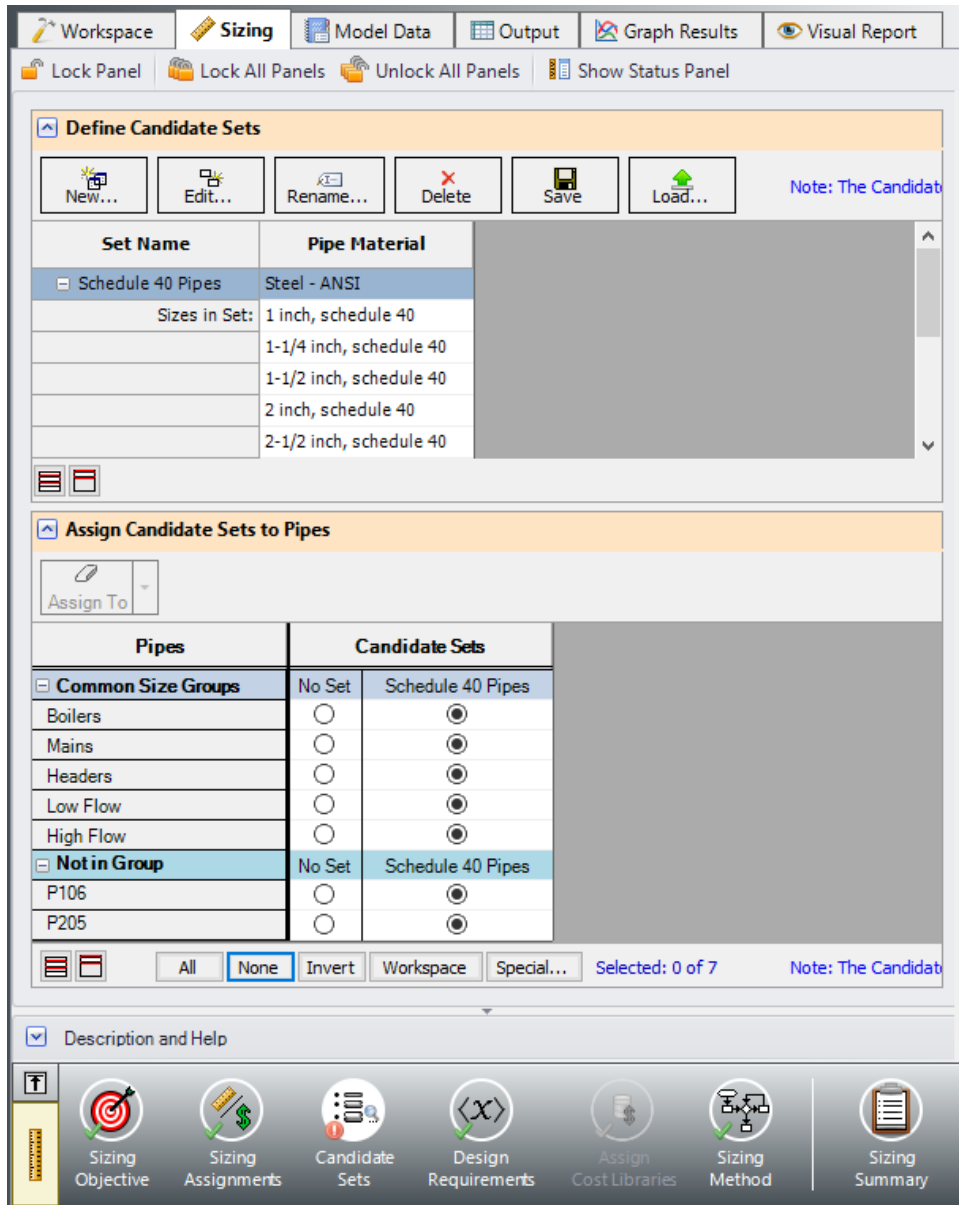 Workspace Sizing Model Data Output Graph Results Visual Report
Lock Panel Lock All Panels Unlock All Panels Show Status Panel
Define Candidate Sets
New... Edit... Rename... Delete Save Load... Note: The Candidat
Set Name Pipe Material
Schedule 40 Pipes Steel - ANSI
Sizes in Set: 1 inch, schedule 40
1-1/4 inch, schedule 40
1-1/2 inch, schedule 40
2 inch, schedule 40
2-1/2 inch, schedule 40
Assign Candidate Sets to Pipes
Assign To
Pipes Candidate Sets
Common Size Groups No Set Schedule 40 Pipes
Boilers
Mains
Headers
Low Flow
High Flow
Not in Group No Set Schedule 40 Pipes
P106
P205
All None Invert Workspace Special... Selected: 0 of 7 Note: The Candidat
Description and Help
Sizing Objective
Sizing Assignments
Candidate Sets
Design Requirements
Assign Cost Libraries
Sizing Method
Sizing Summary